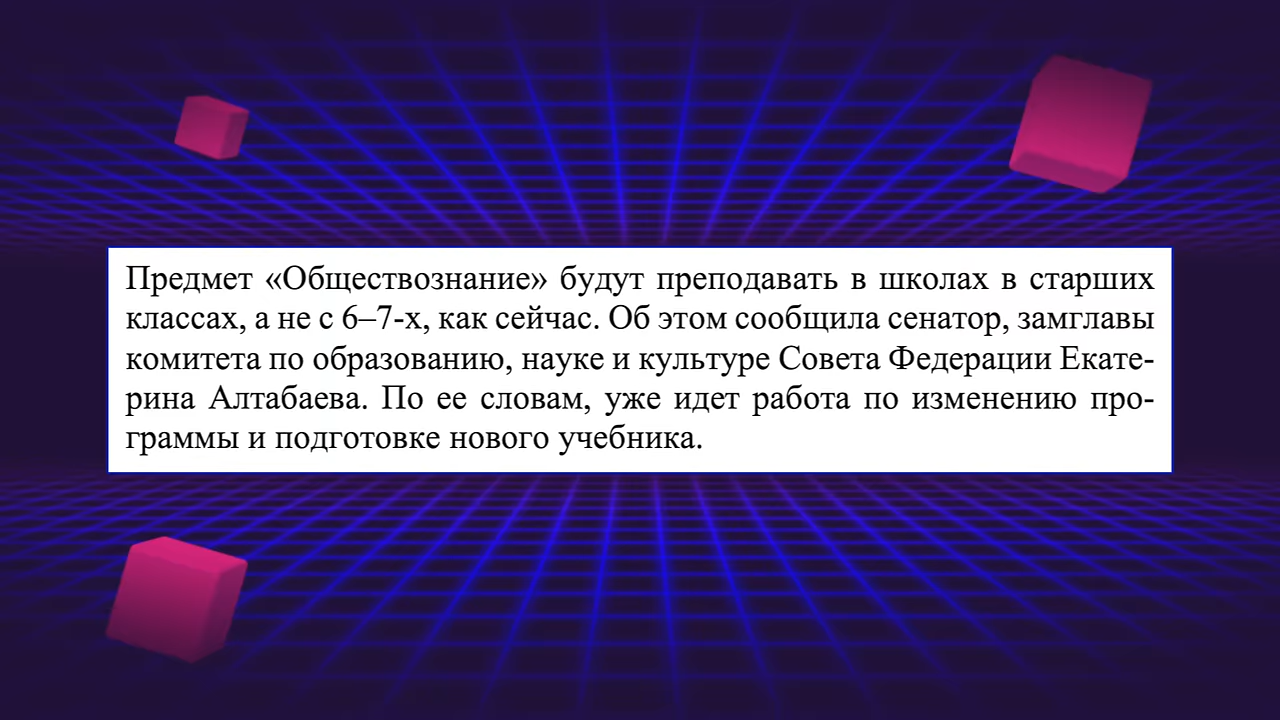 Предмет «Обществознание» будут преподавать в школах в старших
классах, а не с 6–7-х, как сейчас. Об этом сообщила сенатор, замглавы
комитета по образованию, науке и культуре Совета Федерации Екате-
рина Алтабаева. По ее словам, уже идет работа по изменению про-
граммы и подготовке нового учебника.